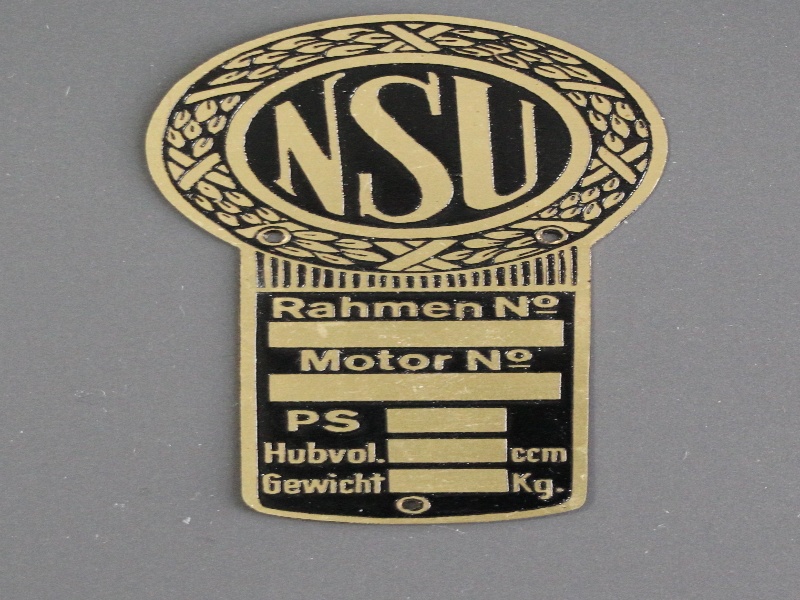 NSU
Rahmen Nº
Motor Nº
PS
Hubvol. ccm
Gewicht Kg.